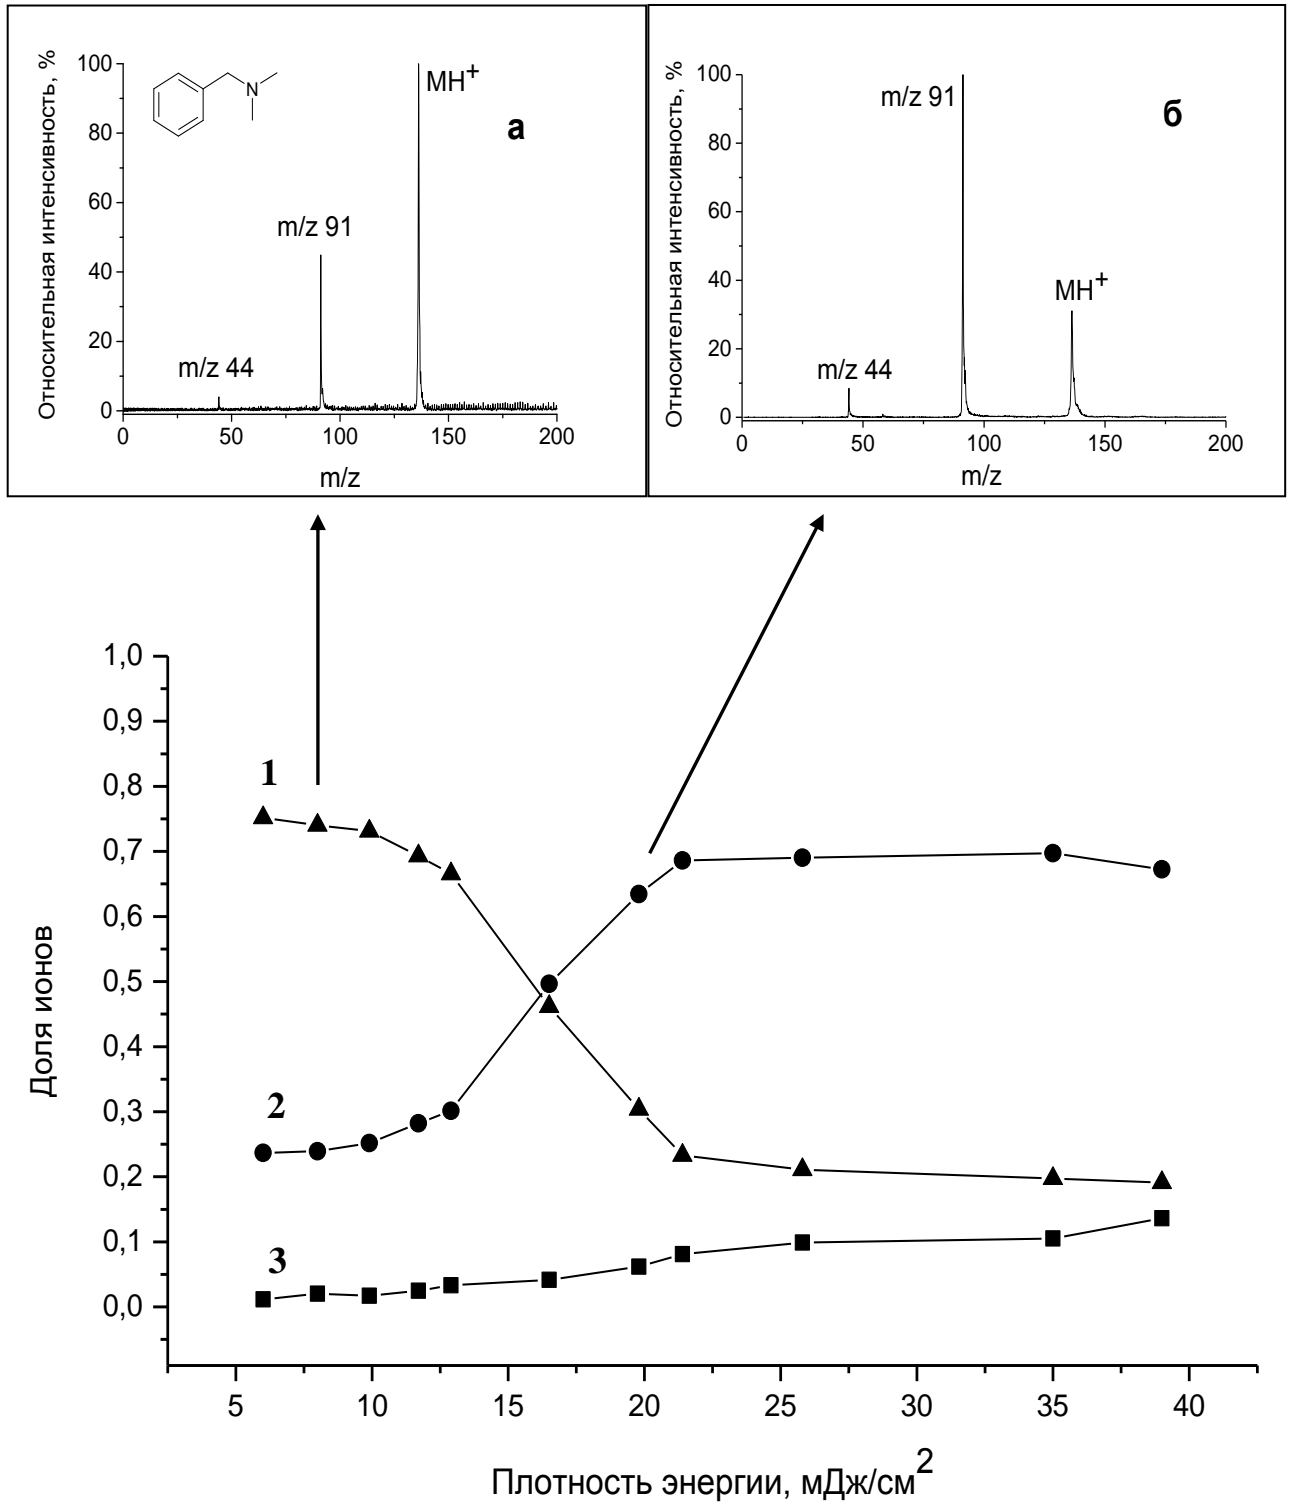 Относительная интенсивность, %
100
80
60
40
20
0
0 50 100 150 200
m/z
N
m/z 44
m/z 91
MH+
а
Относительная интенсивность, %
100
80
60
40
20
0
0 50 100 150 200
m/z
m/z 44
m/z 91
MH+
б
Доля ионов
1,0
0,9
0,8
0,7
0,6
0,5
0,4
0,3
0,2
0,1
0,0
1
2
3
5 10 15 20 25 30 35 40
Плотность энергии, мДж/см2